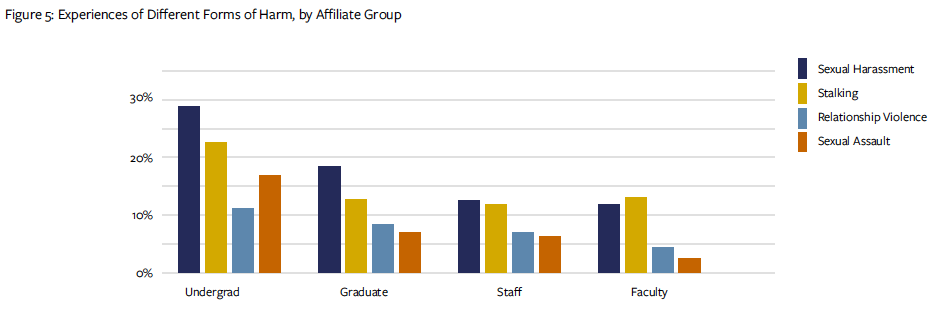 Figure 5: Experiences of Different Forms of Harm, by Affiliate Group
Sexual Harassment
Stalking
Relationship Violence
Sexual Assault
30%
20%
10%
0%
Undergrad
Graduate
Staff
Faculty